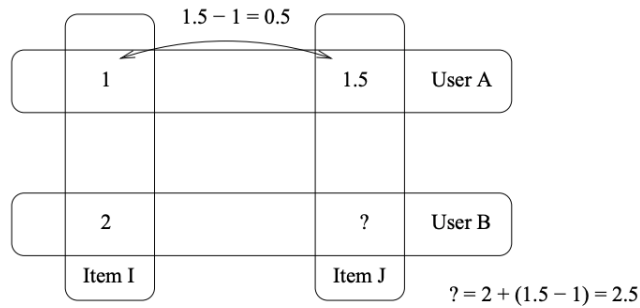 1.5 − 1 = 0.5
1 1.5 User A
2 ? User B
Item I Item J
? = 2 + (1.5 − 1) = 2.5